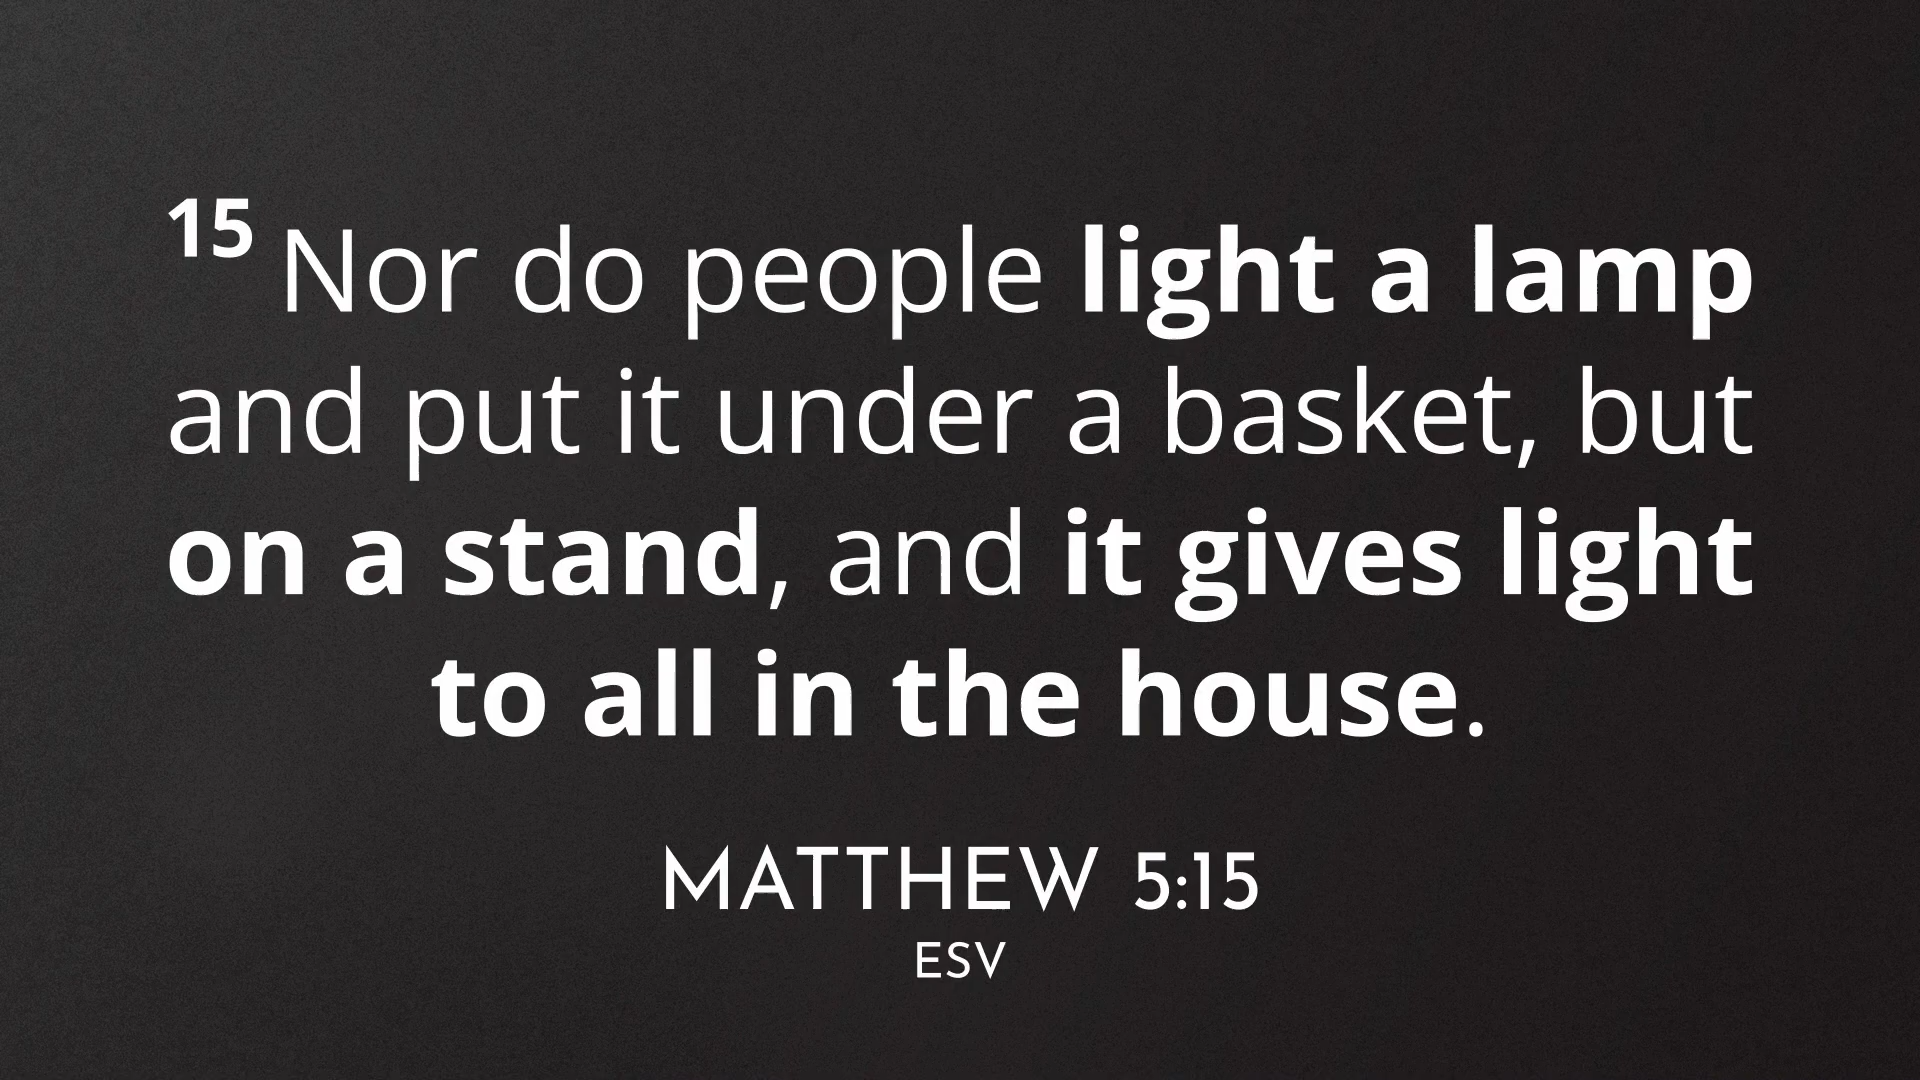 15 Nor do people light a lamp
and put it under a basket, but
on a stand, and it gives light
to all in the house.
MATTHEW 5:15
ESV